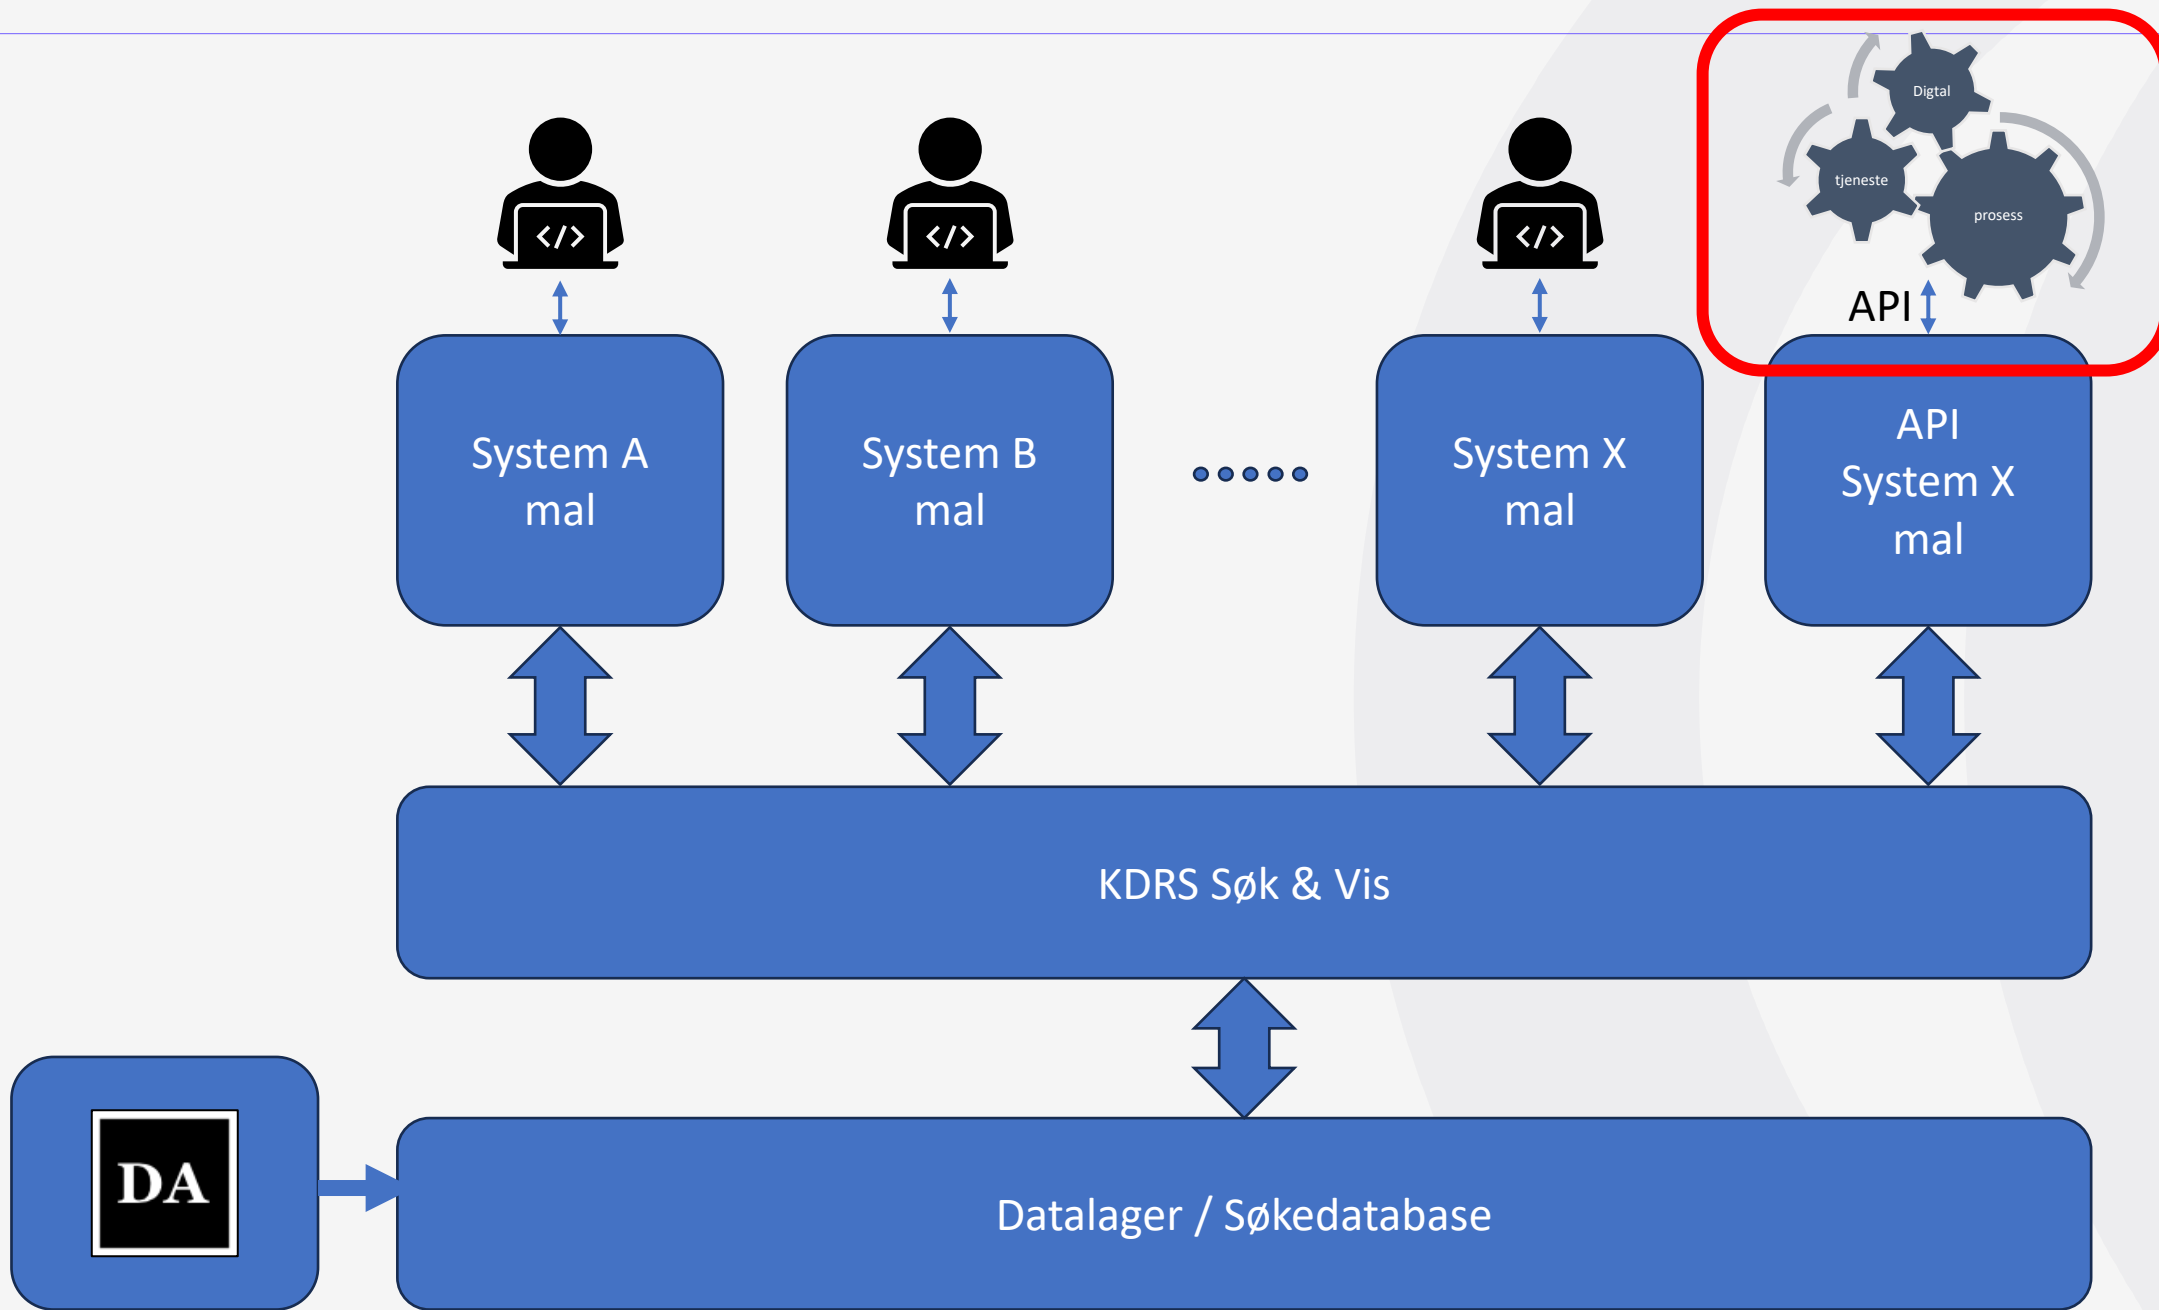 Digtal
tjeneste
prosess
</>
</>
</>
API
System A
mal
System B
mal
System X
mal
API
System X
mal
KDRS Søk & Vis
DA
Datalager / Søkedatabase